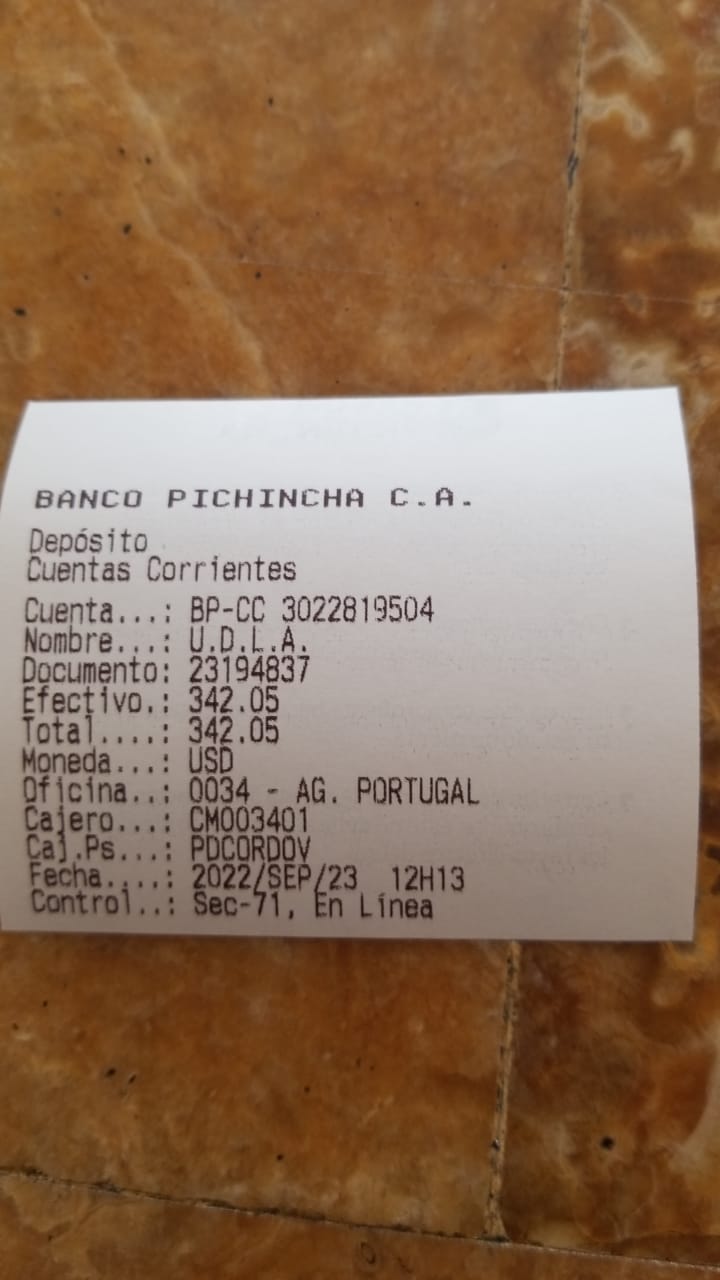 BANCO PICHINCHA C.A.
Depósito
Cuentas Corrientes
Cuenta...: BP-CC 3022819504
Nombre...: U.D.L.A.
Documento: 23194837
Efectivo.: 342.05
Total....: 342.05
Moneda...: USD
Oficina..: 0034 - AG. PORTUGAL
Cajero...: CM003401
Caj.Ps...: PDCORDOV
Fecha....: 2022/SEP/23 12H13
Control..: Sec-71, En Línea